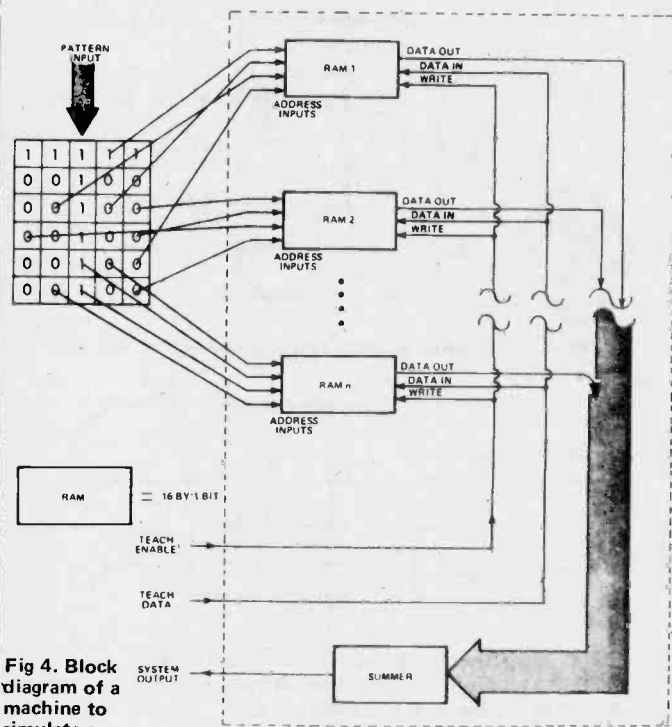 PATTERN
INPUT
1 1 1 1 1
0 0 1 0 0
0 0 1 0 0
0 0 1 0 0
0 0 1 0 0
0 0 1 0 0
RAM 1
DATA OUT
DATA IN
WRITE
ADDRESS
INPUTS
RAM 2
DATA OUT
DATA IN
WRITE
ADDRESS
INPUTS
RAM n
DATA OUT
DATA IN
WRITE
ADDRESS
INPUTS
RAM = 16 BY 1 BIT
TEACH
ENABLE
TEACH
DATA
SYSTEM
OUTPUT
SUMMER
Fig 4. Block
diagram of a
machine to